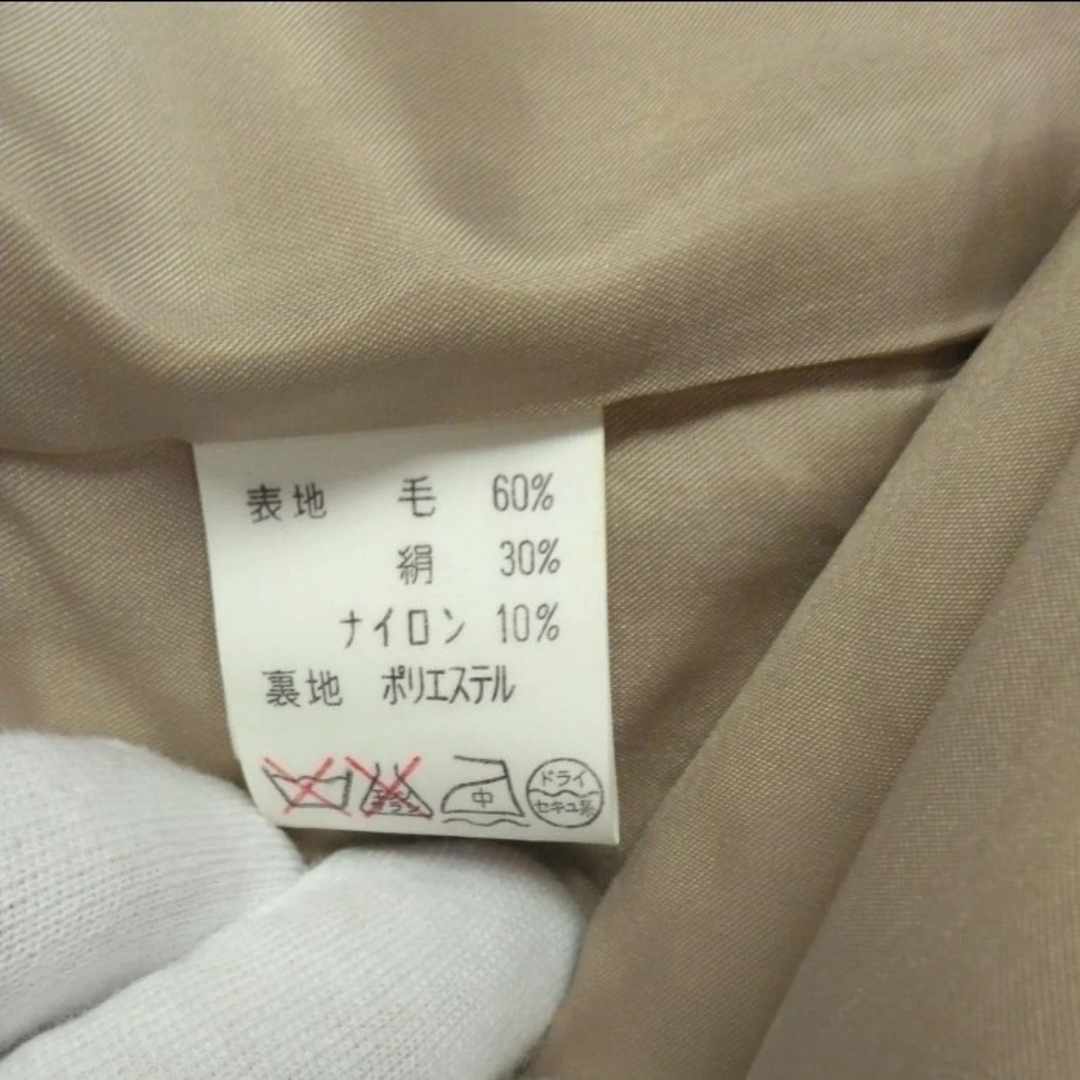 表地 毛 60%
絹 30%
ナイロン 10%
裏地 ポリエステル
中
ドライ
セキユ系